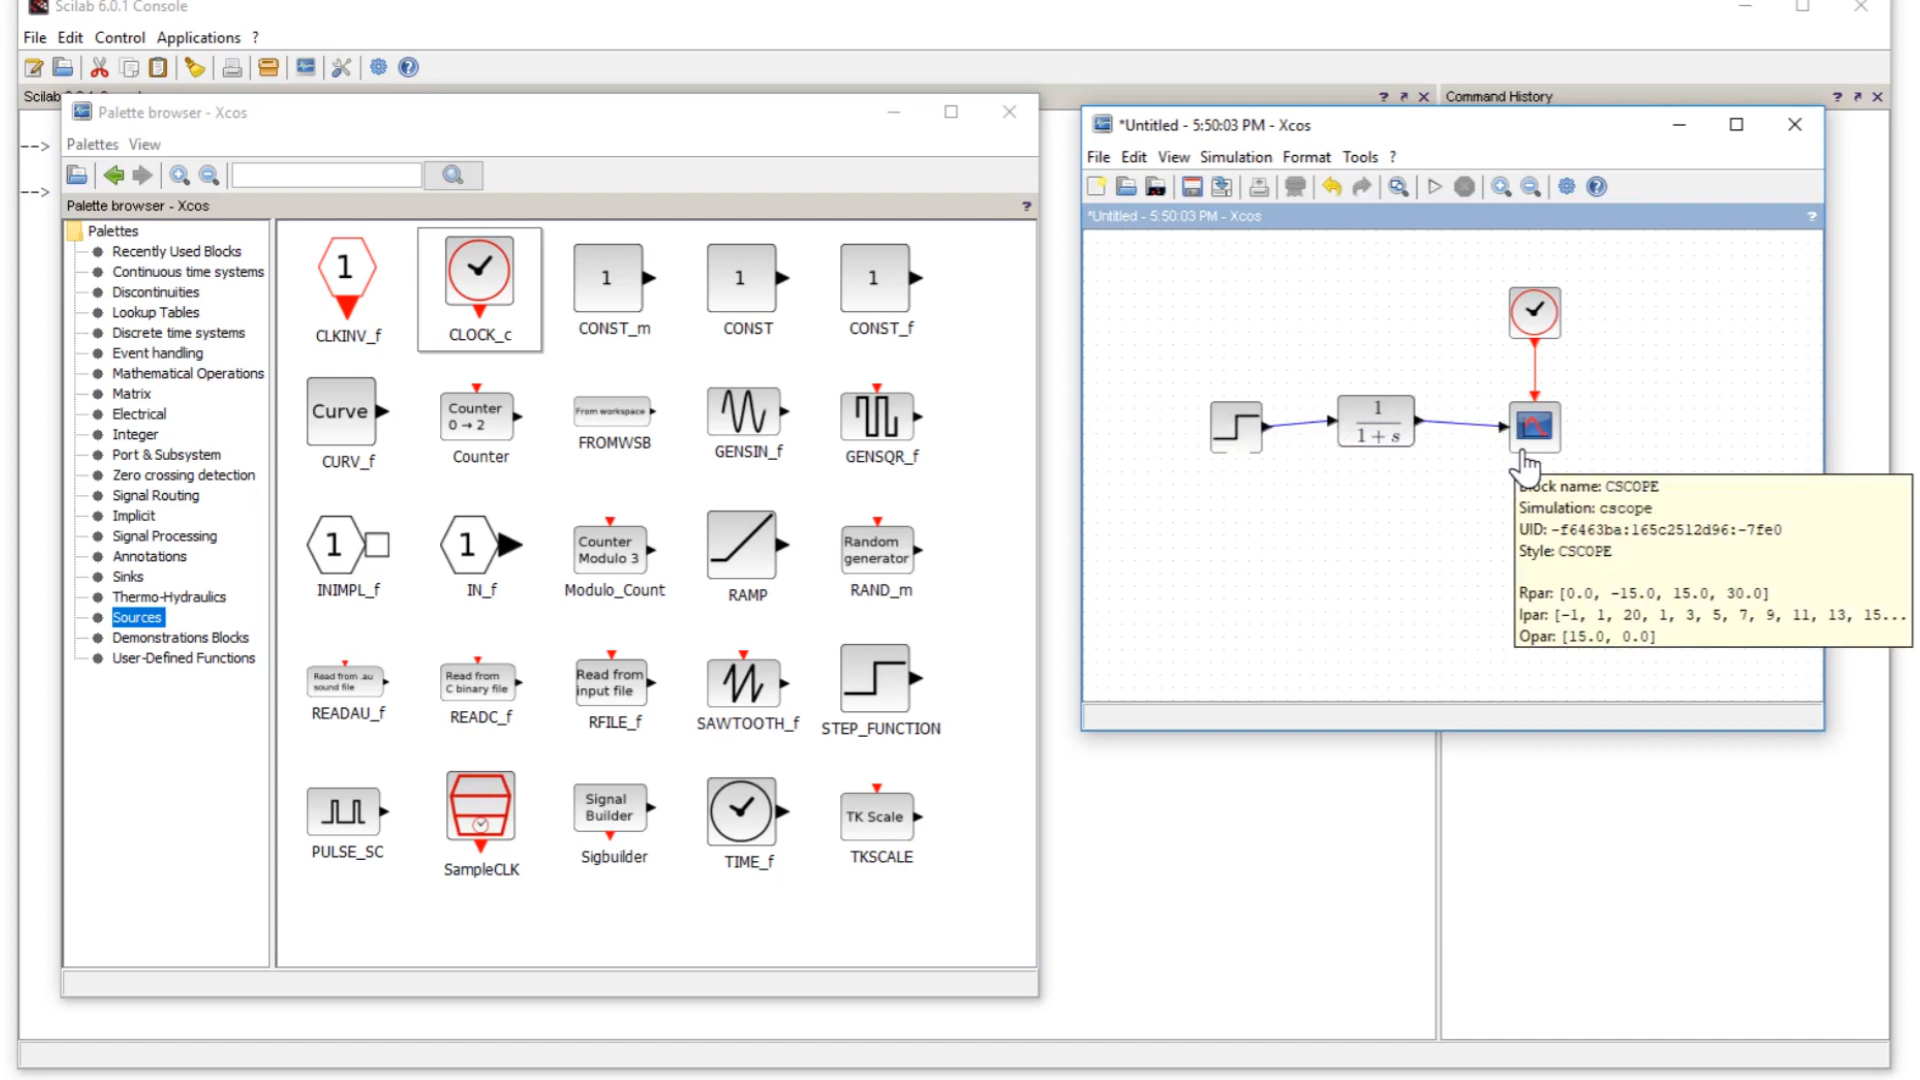 Scilab 6.0.1 Console
File Edit Control Applications ?
? Command History ?
Palette browser - Xcos
Palettes View
Palette browser - Xcos ?
Palettes
Recently Used Blocks
Continuous time systems
Discontinuities
Lookup Tables
Discrete time systems
Event handling
Mathematical Operations
Matrix
Electrical
Integer
Port & Subsystem
Zero crossing detection
Signal Routing
Implicit
Signal Processing
Annotations
Sinks
Thermo-Hydraulics
Sources
Demonstrations Blocks
User-Defined Functions
1 1 1 1
CLKINV_f CLOCK_c CONST_m CONST CONST_f
Curve Counter 0 → 2 From workspace
CURV_f Counter FROMWSB GENSIN_f GENSQR_f
1 1 Counter Modulo 3 Random generator
INIMPL_f IN_f Modulo_Count RAMP RAND_m
Read from .au sound file Read from C binary file Read from input file
READAU_f READC_f RFILE_f SAWTOOTH_f STEP_FUNCTION
Signal Builder TK Scale
PULSE_SC SampleCLK Sigbuilder TIME_f TKSCALE
-->
-->
*Untitled - 5:50:03 PM - Xcos
File Edit View Simulation Format Tools ?
*Untitled - 5:50:03 PM - Xcos ?
1
1 + s
Block name: CSCOPE
Simulation: cscope
UID: -f6463ba:165c2512d96:-7fe0
Style: CSCOPE
Rpar: [0.0, -15.0, 15.0, 30.0]
Ipar: [-1, 1, 20, 1, 3, 5, 7, 9, 11, 13, 15...
Opar: [15.0, 0.0]